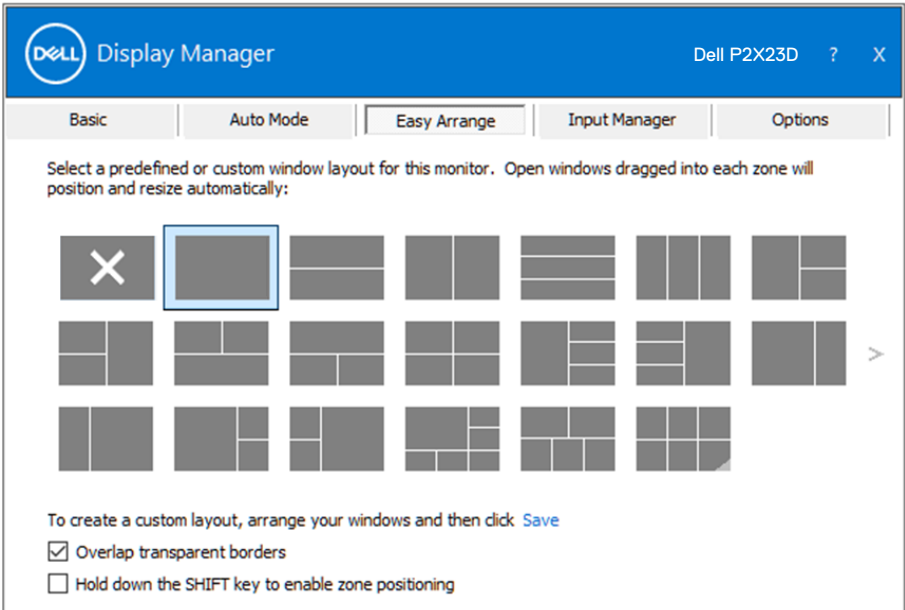 DELL Display Manager Dell P2X23D ? X
Basic Auto Mode Easy Arrange Input Manager Options
Select a predefined or custom window layout for this monitor. Open windows dragged into each zone will
position and resize automatically:
>
To create a custom layout, arrange your windows and then click Save
Overlap transparent borders
Hold down the SHIFT key to enable zone positioning